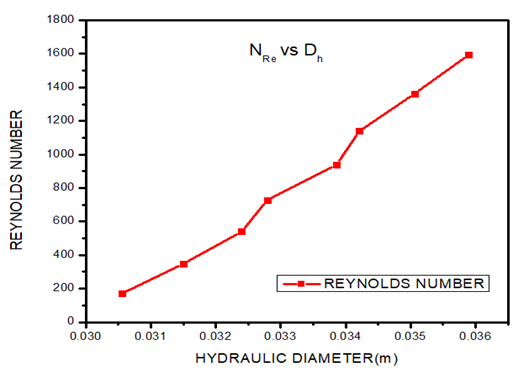 N_Re vs D_h
REYNOLDS NUMBER
1800
1600
1400
1200
1000
800
600
400
200
0
REYNOLDS NUMBER
0.030 0.031 0.032 0.033 0.034 0.035 0.036
HYDRAULIC DIAMETER(m)